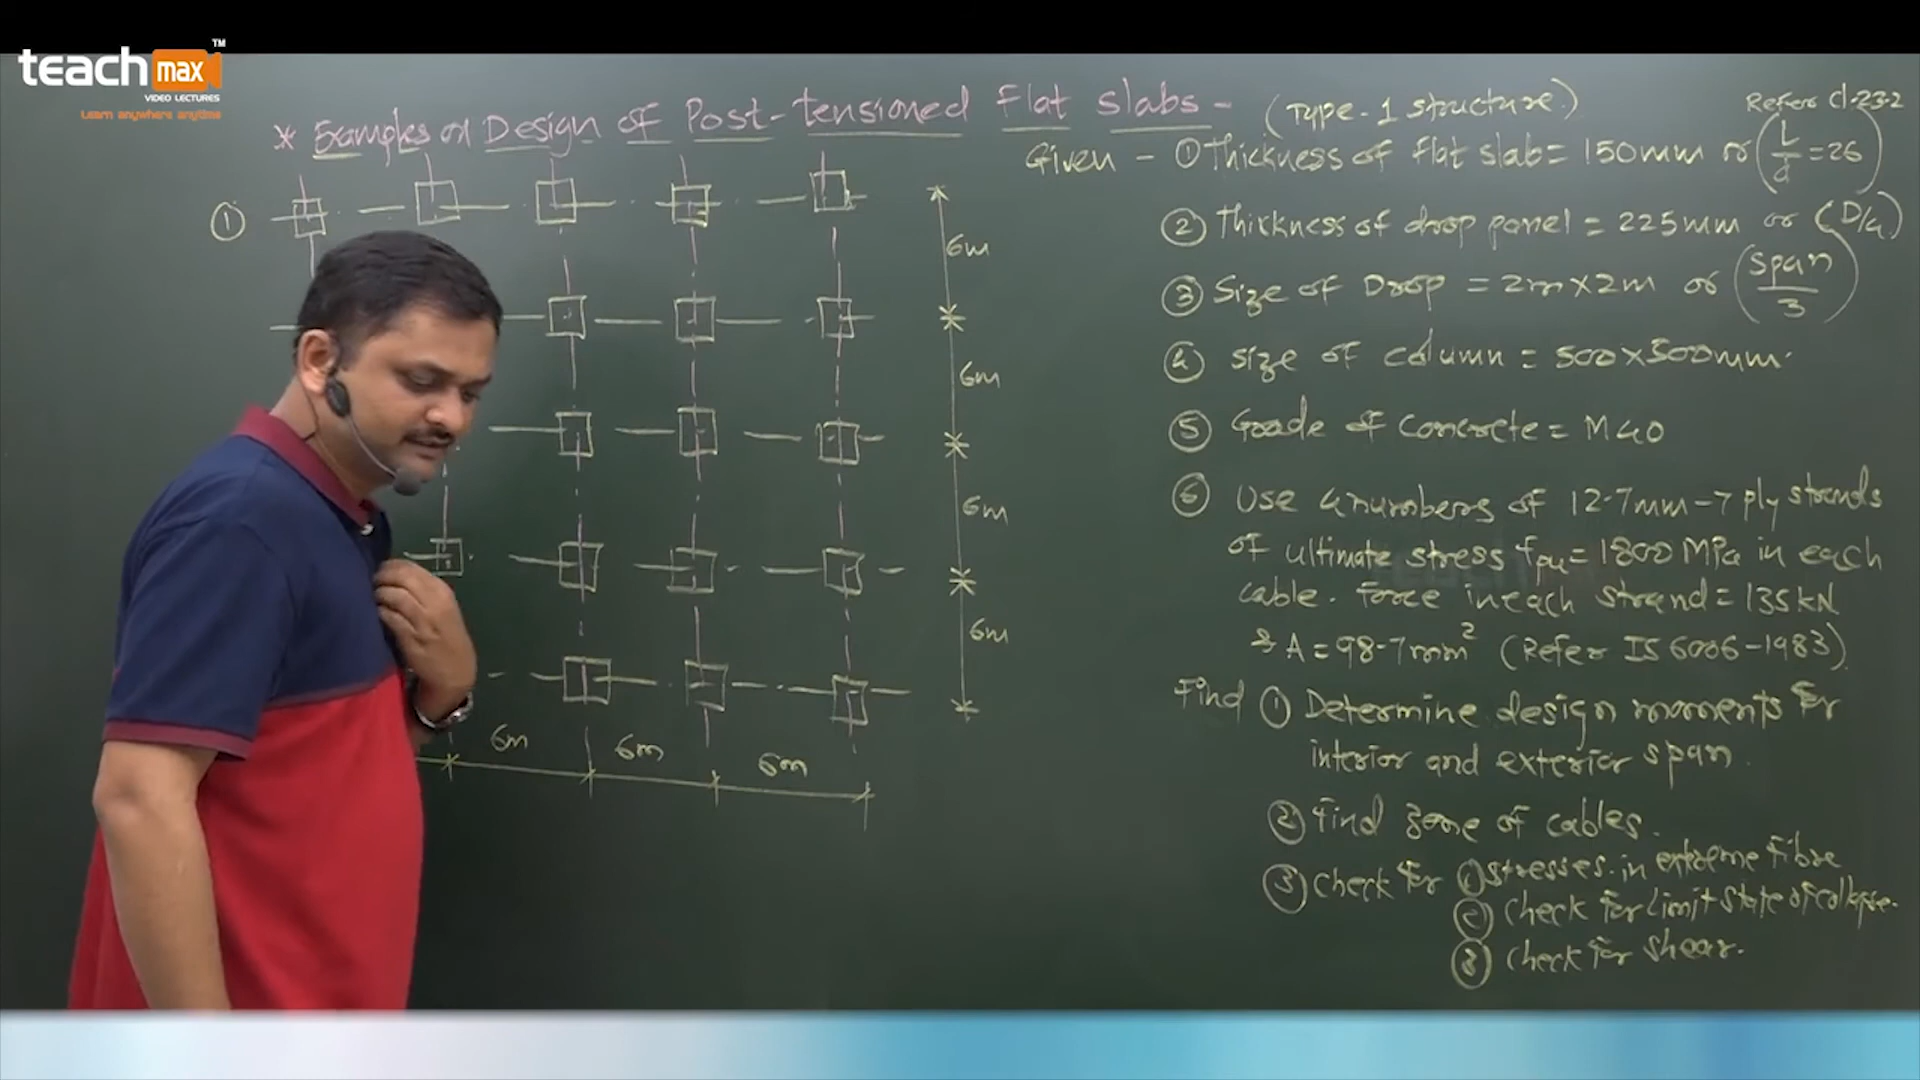 teach max ™
VIDEO LECTURES
Learn anywhere anytime
* Examples on Design of Post-tensioned Flat slabs - (Type-1 structure)
Refer Cl.23.2
Given - ① Thickness of flat slab = 150mm or (L/d = 26)
② Thickness of drop panel = 225mm or (D/4)
③ Size of Drop = 2m x 2m or (span/3)
④ size of column = 500 x 500mm.
⑤ Grade of concrete = M40
⑥ Use 4 numbers of 12.7mm-7 ply strands
of ultimate stress fpu = 1800 MPa in each
cable. Force in each strand = 135kN
& A = 98.7mm² (Refer IS 6006-1983).
Find ① Determine design moments for
interior and exterior span.
② Find zone of cables.
③ check for ① stresses in extreme fibre
② check for limit state of collapse.
③ check for shear.
①
6m
6m
6m
6m
6m
6m
6m